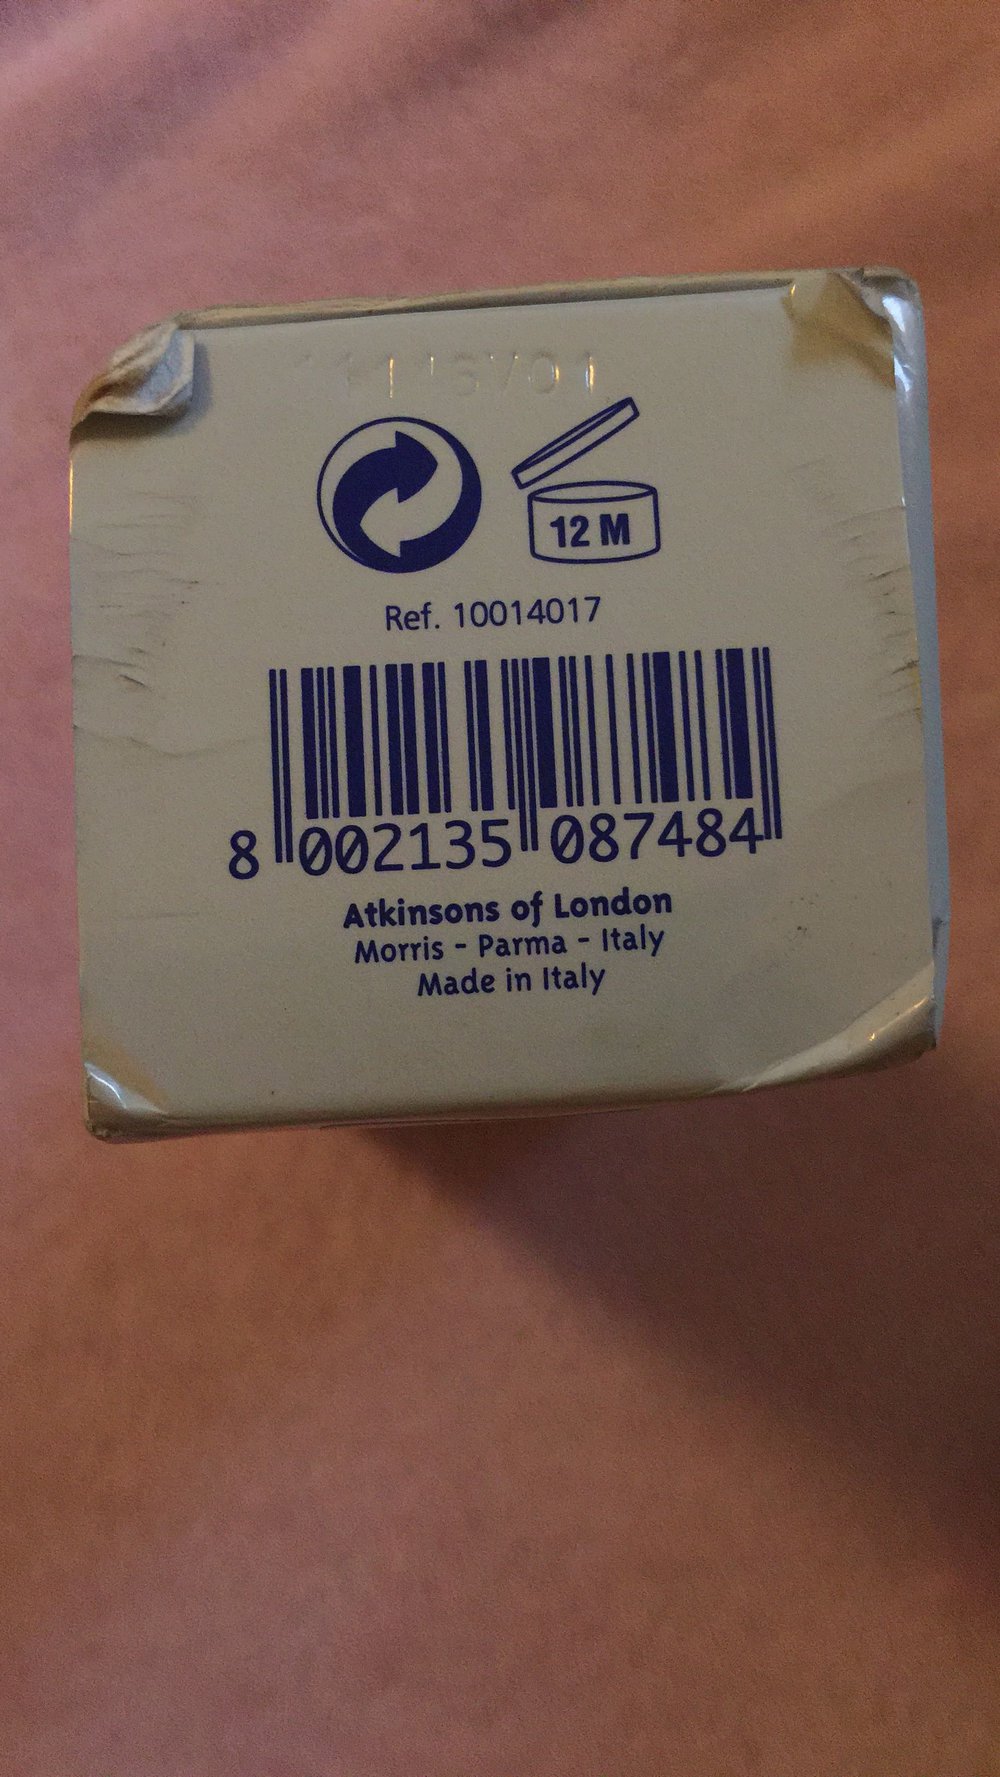 12 M
Ref. 10014017
8 002135 087484
Atkinsons of London
Morris - Parma - Italy
Made in Italy